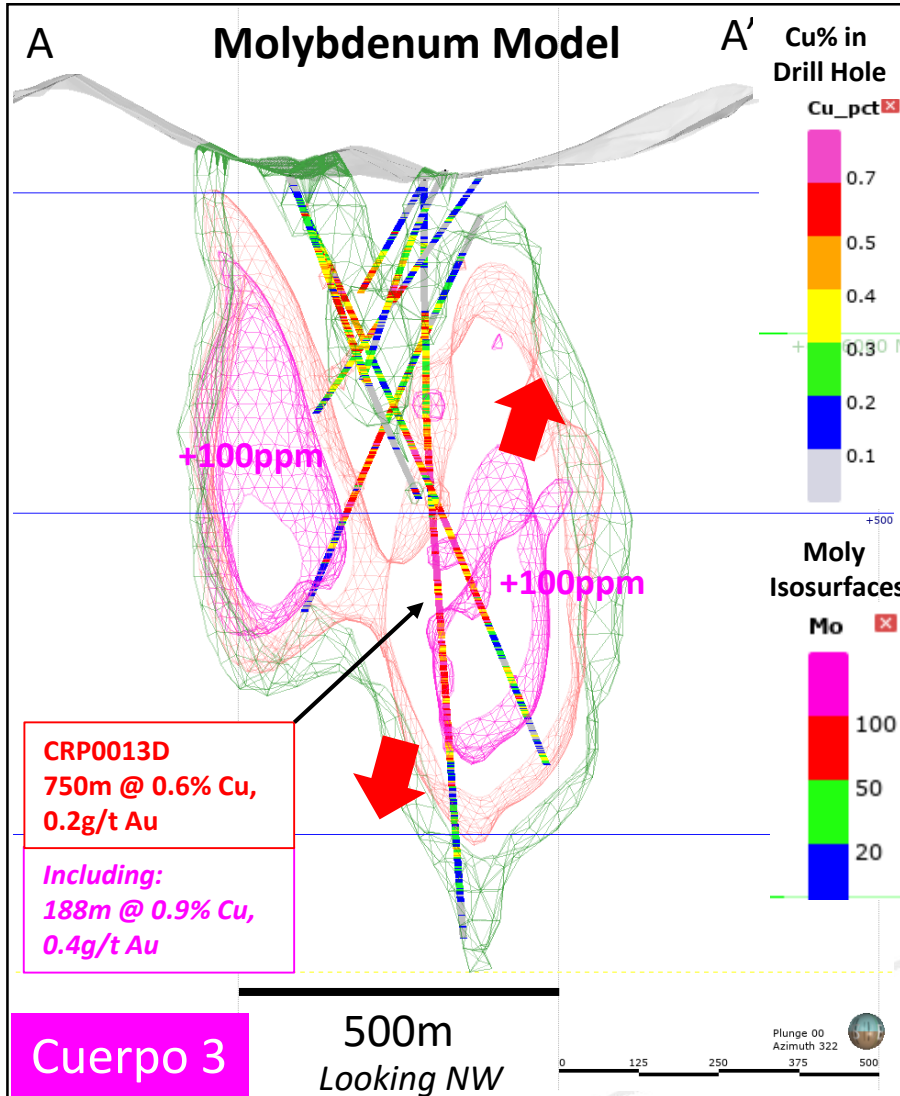 A
Molybdenum Model
A'
Cu% in
Drill Hole
Cu_pct
0.7
0.5
0.4
0.3
0.2
0.1
+500
+100ppm
+100ppm
Moly
Isosurfaces
Mo
100
50
20
CRP0013D
750m @ 0.6% Cu,
0.2g/t Au
Including:
188m @ 0.9% Cu,
0.4g/t Au
Cuerpo 3
500m
Looking NW
Plunge 00
Azimuth 322
0 125 250 375 500